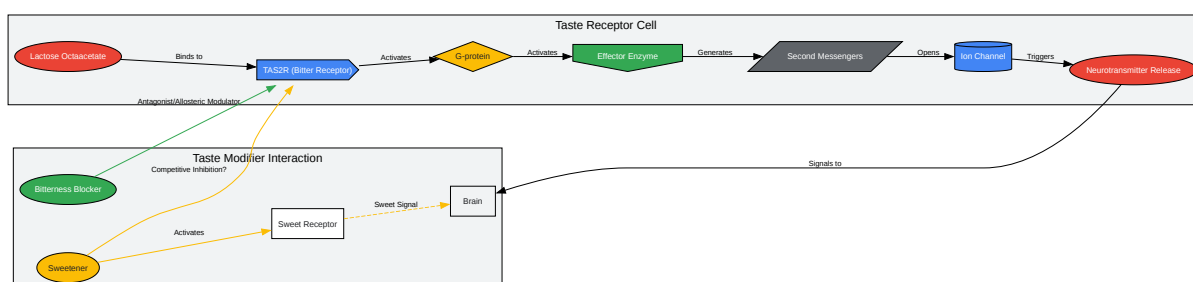 Taste Receptor Cell
Lactose Octaacetate
Binds to
TAS2R (Bitter Receptor)
Activates
G-protein
Activates
Effector Enzyme
Generates
Second Messengers
Opens
Ion Channel
Triggers
Neurotransmitter Release
Antagonist/Allosteric Modulator
Taste Modifier Interaction
Competitive Inhibition?
Signals to
Bitterness Blocker
Brain
Sweet Signal
Sweet Receptor
Activates
Sweetener